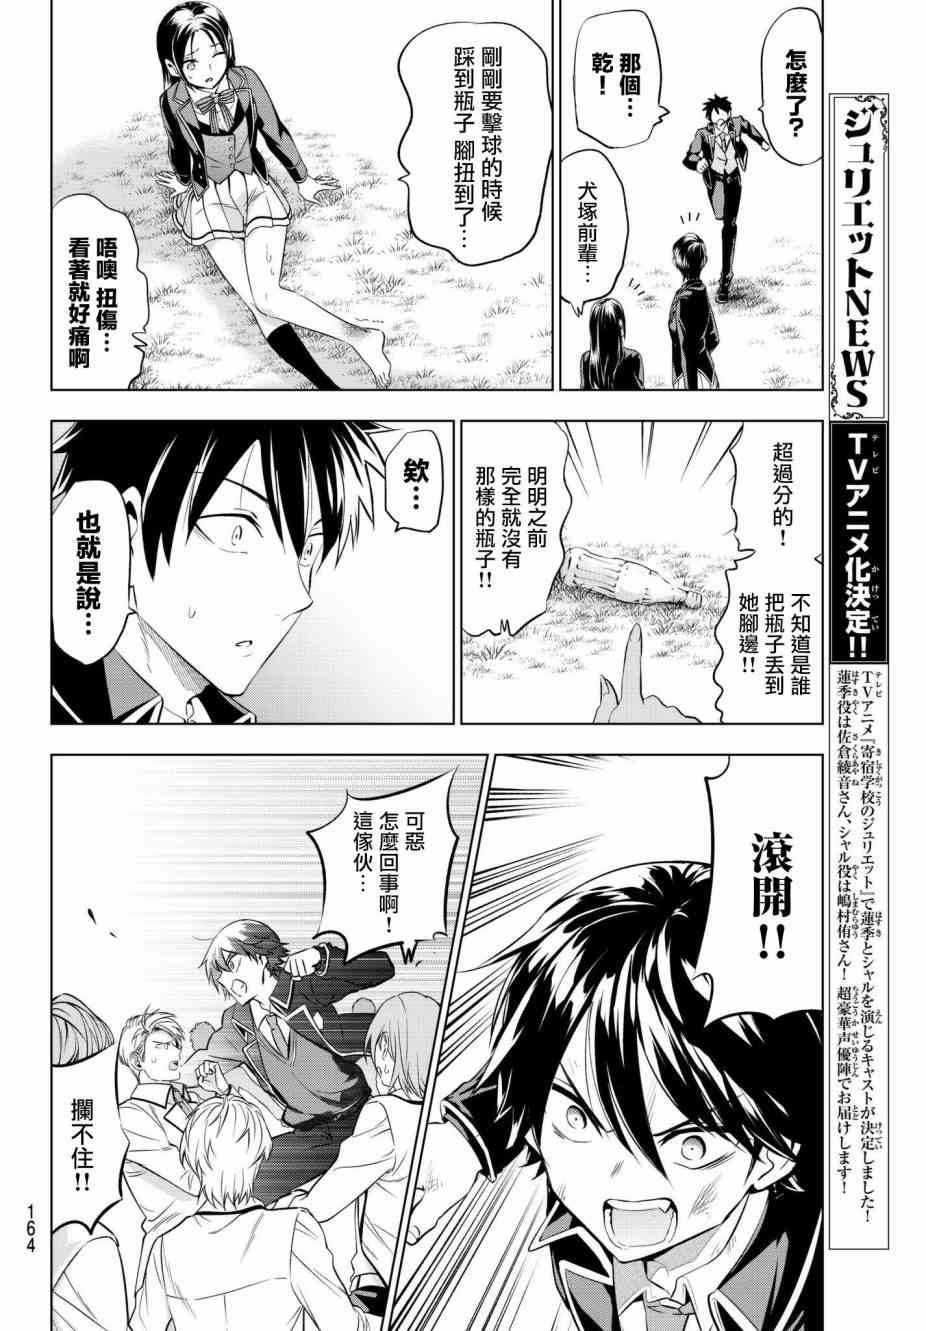 怎麼了？
那個…
乾！
犬塚前輩…
剛剛要擊球的時候
踩到瓶子 腳扭到了…
唔噢 扭傷…
看著就好痛啊
超過分的！
不知道是誰
把瓶子丟到
她腳邊!!
明明之前
完全就沒有
那樣的瓶子!!
欸…
也就是說…
滾開!!
可惡
怎麼回事啊！
這傢伙…
攔不住!!
ジュリエットNEWS
TVアニメ化決定!!
TVアニメ『寄宿学校のジュリエット』で蓮季とシャルを演じるキャストが決定しました！
蓮季役は佐倉綾音さん、シャル役は嶋村侑さん！ 超豪華声優陣でお届けします！
164